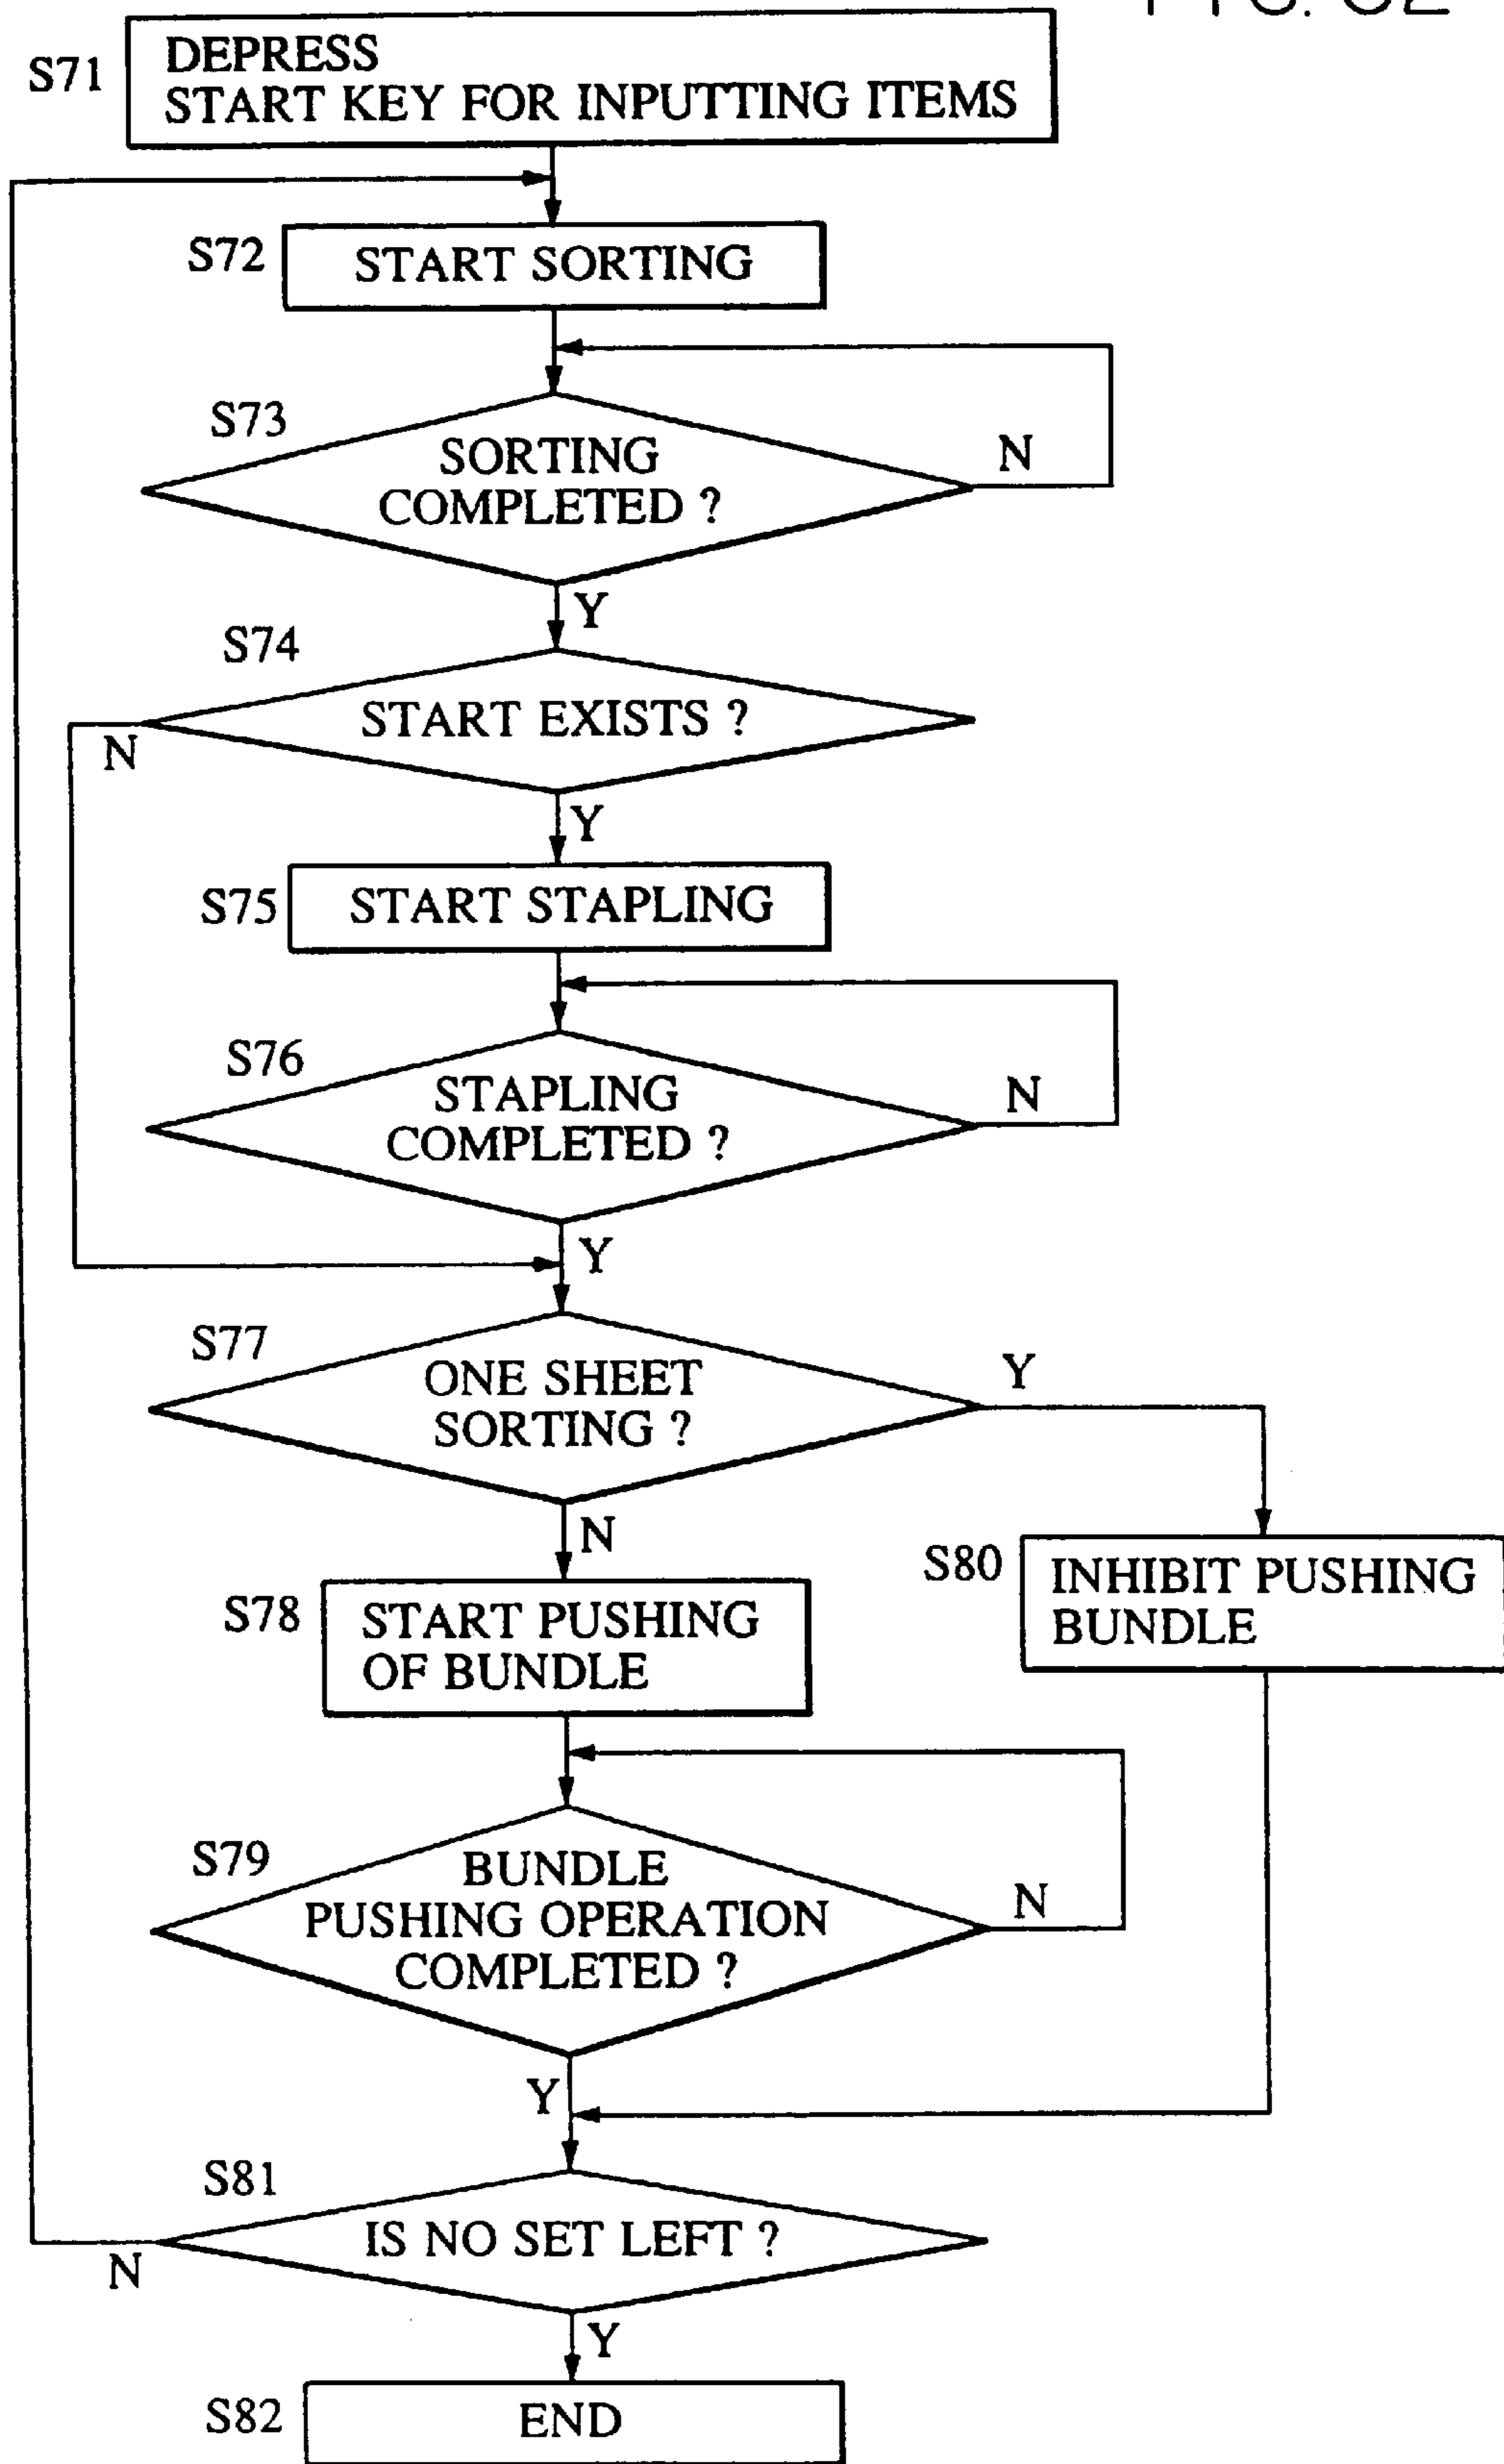 S71
DEPRESS
START KEY FOR INPUTTING ITEMS
S72
START SORTING
S73
SORTING
COMPLETED ?
N
Y
S74
START EXISTS ?
N
Y
S75
START STAPLING
S76
STAPLING
COMPLETED ?
N
Y
S77
ONE SHEET
SORTING ?
Y
N
S78
START PUSHING
OF BUNDLE
S80
INHIBIT PUSHING
BUNDLE
S79
BUNDLE
PUSHING OPERATION
COMPLETED ?
N
Y
S81
IS NO SET LEFT ?
N
Y
S82
END